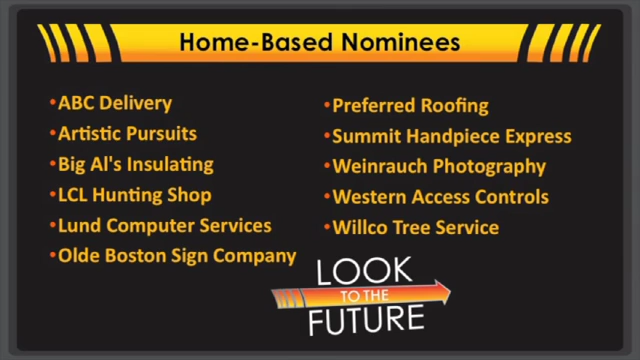 Home-Based Nominees
•ABC Delivery
•Artistic Pursuits
•Big Al's Insulating
•LCL Hunting Shop
•Lund Computer Services
•Olde Boston Sign Company
•Preferred Roofing
•Summit Handpiece Express
•Weinrauch Photography
•Western Access Controls
•Willco Tree Service
LOOK
TO THE
FUTURE